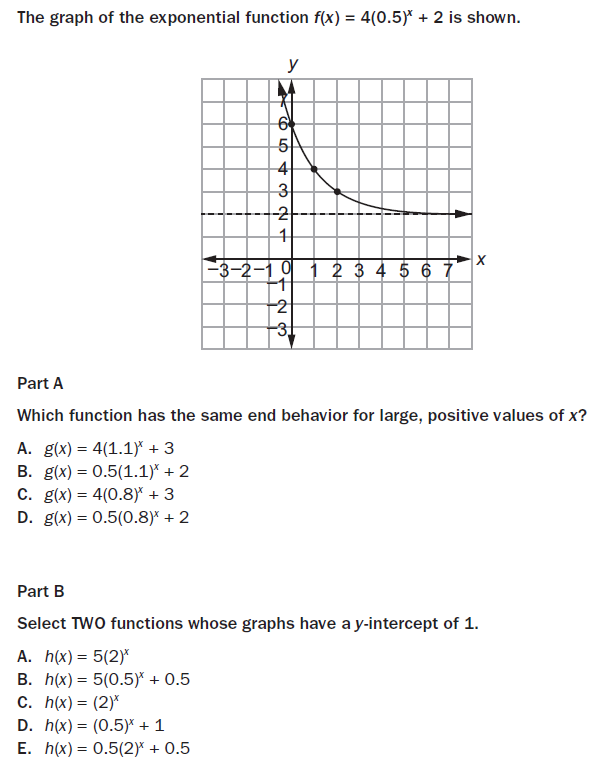 The graph of the exponential function f(x) = 4(0.5)ˣ + 2 is shown.
y
6
5
4
3
2
1
−3 −2 −1 0 1 2 3 4 5 6 7 x
−1
−2
−3
Part A
Which function has the same end behavior for large, positive values of x?
A. g(x) = 4(1.1)ˣ + 3
B. g(x) = 0.5(1.1)ˣ + 2
C. g(x) = 4(0.8)ˣ + 3
D. g(x) = 0.5(0.8)ˣ + 2
Part B
Select TWO functions whose graphs have a y-intercept of 1.
A. h(x) = 5(2)ˣ
B. h(x) = 5(0.5)ˣ + 0.5
C. h(x) = (2)ˣ
D. h(x) = (0.5)ˣ + 1
E. h(x) = 0.5(2)ˣ + 0.5